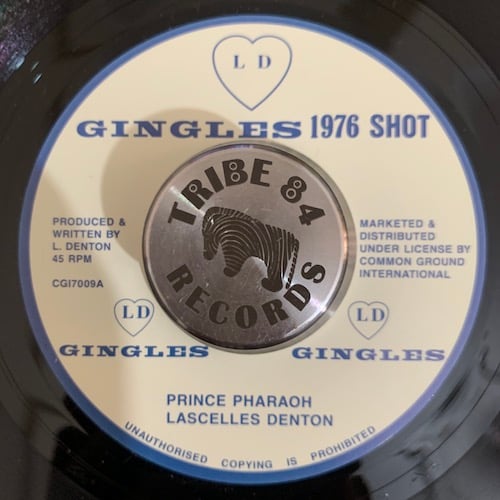 L D
GINGLES 1976 SHOT
TRIBE 84
RECORDS
PRODUCED &
WRITTEN BY
L. DENTON
45 RPM
CGI7009A
MARKETED &
DISTRIBUTED
UNDER LICENSE BY
COMMON GROUND
INTERNATIONAL
LD
GINGLES
LD
GINGLES
PRINCE PHARAOH
LASCELLES DENTON
UNAUTHORISED COPYING IS PROHIBITED